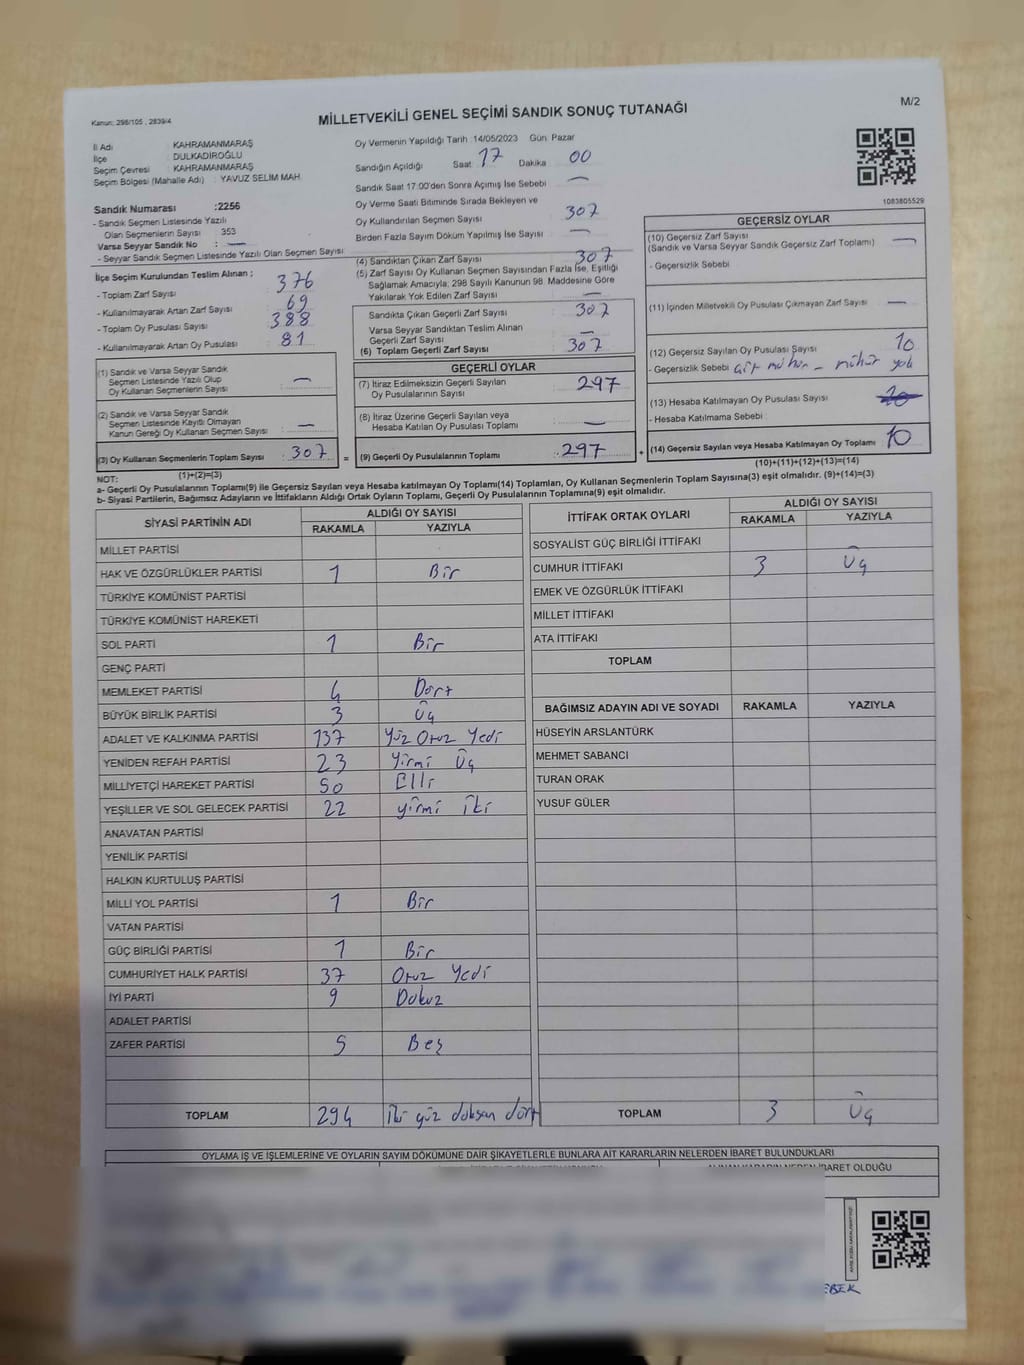 M/2
Kanun: 298/105 , 2839/4
MİLLETVEKİLİ GENEL SEÇİMİ SANDIK SONUÇ TUTANAĞI
İl Adı : KAHRAMANMARAŞ
İlçe : DULKADİROĞLU
Seçim Çevresi : KAHRAMANMARAŞ
Seçim Bölgesi (Mahalle Adı) : YAVUZ SELİM MAH.
Sandık Numarası :2256
- Sandık Seçmen Listesinde Yazılı
Olan Seçmenlerin Sayısı : 353
Varsa Seyyar Sandık No : —
- Seyyar Sandık Seçmen Listesinde Yazılı Olan Seçmen Sayısı
Oy Vermenin Yapıldığı Tarih :14/05/2023 Gün: Pazar
Sandığın Açıldığı Saat 17 Dakika 00
Sandık Saat 17:00'den Sonra Açımış İse Sebebi —
Oy Verme Saati Bitiminde Sırada Bekleyen ve
Oy Kullandırılan Seçmen Sayısı 307
Birden Fazla Sayım Döküm Yapılmış İse Sayısı —
1083805529
İlçe Seçim Kurulundan Teslim Alınan ;
- Toplam Zarf Sayısı 376
- Kullanılmayarak Artan Zarf Sayısı 69
- Toplam Oy Pusulası Sayısı 388
- Kullanılmayarak Artan Oy Pusulası 81
(1) Sandık ve Varsa Seyyar Sandık
Seçmen Listesinde Yazılı Olup
Oy Kullanan Seçmenlerin Sayısı : —
(2) Sandık ve Varsa Seyyar Sandık
Seçmen Listesinde Kayıtlı Olmayan
Kanun Gereği Oy Kullanan Seçmen Sayısı : —
(3) Oy Kullanan Seçmenlerin Toplam Sayısı : 307 =
(1)+(2)=(3)
(4) Sandıktan Çıkan Zarf Sayısı 307
(5) Zarf Sayısı Oy Kullanan Seçmen Sayısından Fazla İse, Eşitliği
Sağlamak Amacıyla; 298 Sayılı Kanunun 98. Maddesine Göre
Yakılarak Yok Edilen Zarf Sayısı —
Sandıkta Çıkan Geçerli Zarf Sayısı 307
Varsa Seyyar Sandıktan Teslim Alınan
Geçerli Zarf Sayısı —
(6) Toplam Geçerli Zarf Sayısı 307
GEÇERLİ OYLAR
(7) İtiraz Edilmeksizin Geçerli Sayılan
Oy Pusulalarının Sayısı 297
(8) İtiraz Üzerine Geçerli Sayılan veya
Hesaba Katılan Oy Pusulası Toplamı —
(9) Geçerli Oy Pusulalarının Toplamı : 297 +
GEÇERSİZ OYLAR
(10) Geçersiz Zarf Sayısı
(Sandık ve Varsa Seyyar Sandık Geçersiz Zarf Toplamı) —
- Geçersizlik Sebebi
(11) İçinden Milletvekili Oy Pusulası Çıkmayan Zarf Sayısı —
(12) Geçersiz Sayılan Oy Pusulası Sayısı 10
- Geçersizlik Sebebi çift mühür - mühür yok
(13) Hesaba Katılmayan Oy Pusulası Sayısı
- Hesaba Katılmama Sebebi :
(14) Geçersiz Sayılan veya Hesaba Katılmayan Oy Toplamı 10
(10)+(11)+(12)+(13)=(14)
NOT:
a- Geçerli Oy Pusulalarının Toplamı(9) ile Geçersiz Sayılan veya Hesaba Katılmayan Oy Toplamı(14) Toplamları, Oy Kullanan Seçmenlerin Toplam Sayısına(3) eşit olmalıdır. (9)+(14)=(3)
b- Siyasi Partilerin, Bağımsız Adayların ve İttifakların Aldığı Ortak Oyların Toplamı, Geçerli Oy Pusulalarının Toplamına(9) eşit olmalıdır.
SİYASİ PARTİNİN ADI ALDIĞI OY SAYISI
RAKAMLA YAZIYLA
MİLLET PARTİSİ
HAK VE ÖZGÜRLÜKLER PARTİSİ 1 Bir
TÜRKİYE KOMÜNİST PARTİSİ
TÜRKİYE KOMÜNİST HAREKETİ
SOL PARTİ 1 Bir
GENÇ PARTİ
MEMLEKET PARTİSİ 4 Dört
BÜYÜK BİRLİK PARTİSİ 3 Üç
ADALET VE KALKINMA PARTİSİ 137 Yüz Otuz Yedi
YENİDEN REFAH PARTİSİ 23 Yirmi Üç
MİLLİYETÇİ HAREKET PARTİSİ 50 Elli
YEŞİLLER VE SOL GELECEK PARTİSİ 22 yirmi iki
ANAVATAN PARTİSİ
YENİLİK PARTİSİ
HALKIN KURTULUŞ PARTİSİ
MİLLİ YOL PARTİSİ 1 Bir
VATAN PARTİSİ
GÜÇ BİRLİĞİ PARTİSİ 1 Bir
CUMHURİYET HALK PARTİSİ 37 Otuz Yedi
İYİ PARTİ 9 Dokuz
ADALET PARTİSİ
ZAFER PARTİSİ 5 Beş
TOPLAM 294 iki yüz doksan dört
İTTİFAK ORTAK OYLARI ALDIĞI OY SAYISI
RAKAMLA YAZIYLA
SOSYALİST GÜÇ BİRLİĞİ İTTİFAKI
CUMHUR İTTİFAKI 3 Üç
EMEK VE ÖZGÜRLÜK İTTİFAKI
MİLLET İTTİFAKI
ATA İTTİFAKI
TOPLAM
BAĞIMSIZ ADAYIN ADI VE SOYADI RAKAMLA YAZIYLA
HÜSEYİN ARSLANTÜRK
MEHMET SABANCI
TURAN ORAK
YUSUF GÜLER
TOPLAM 3 Üç
OYLAMA İŞ VE İŞLEMLERİNE VE OYLARIN SAYIM DÖKÜMÜNE DAİR ŞİKAYETLERLE BUNLARA AİT KARARLARIN NELERDEN İBARET BULUNDUKLARI
İBARET OLDUĞU
EBEK